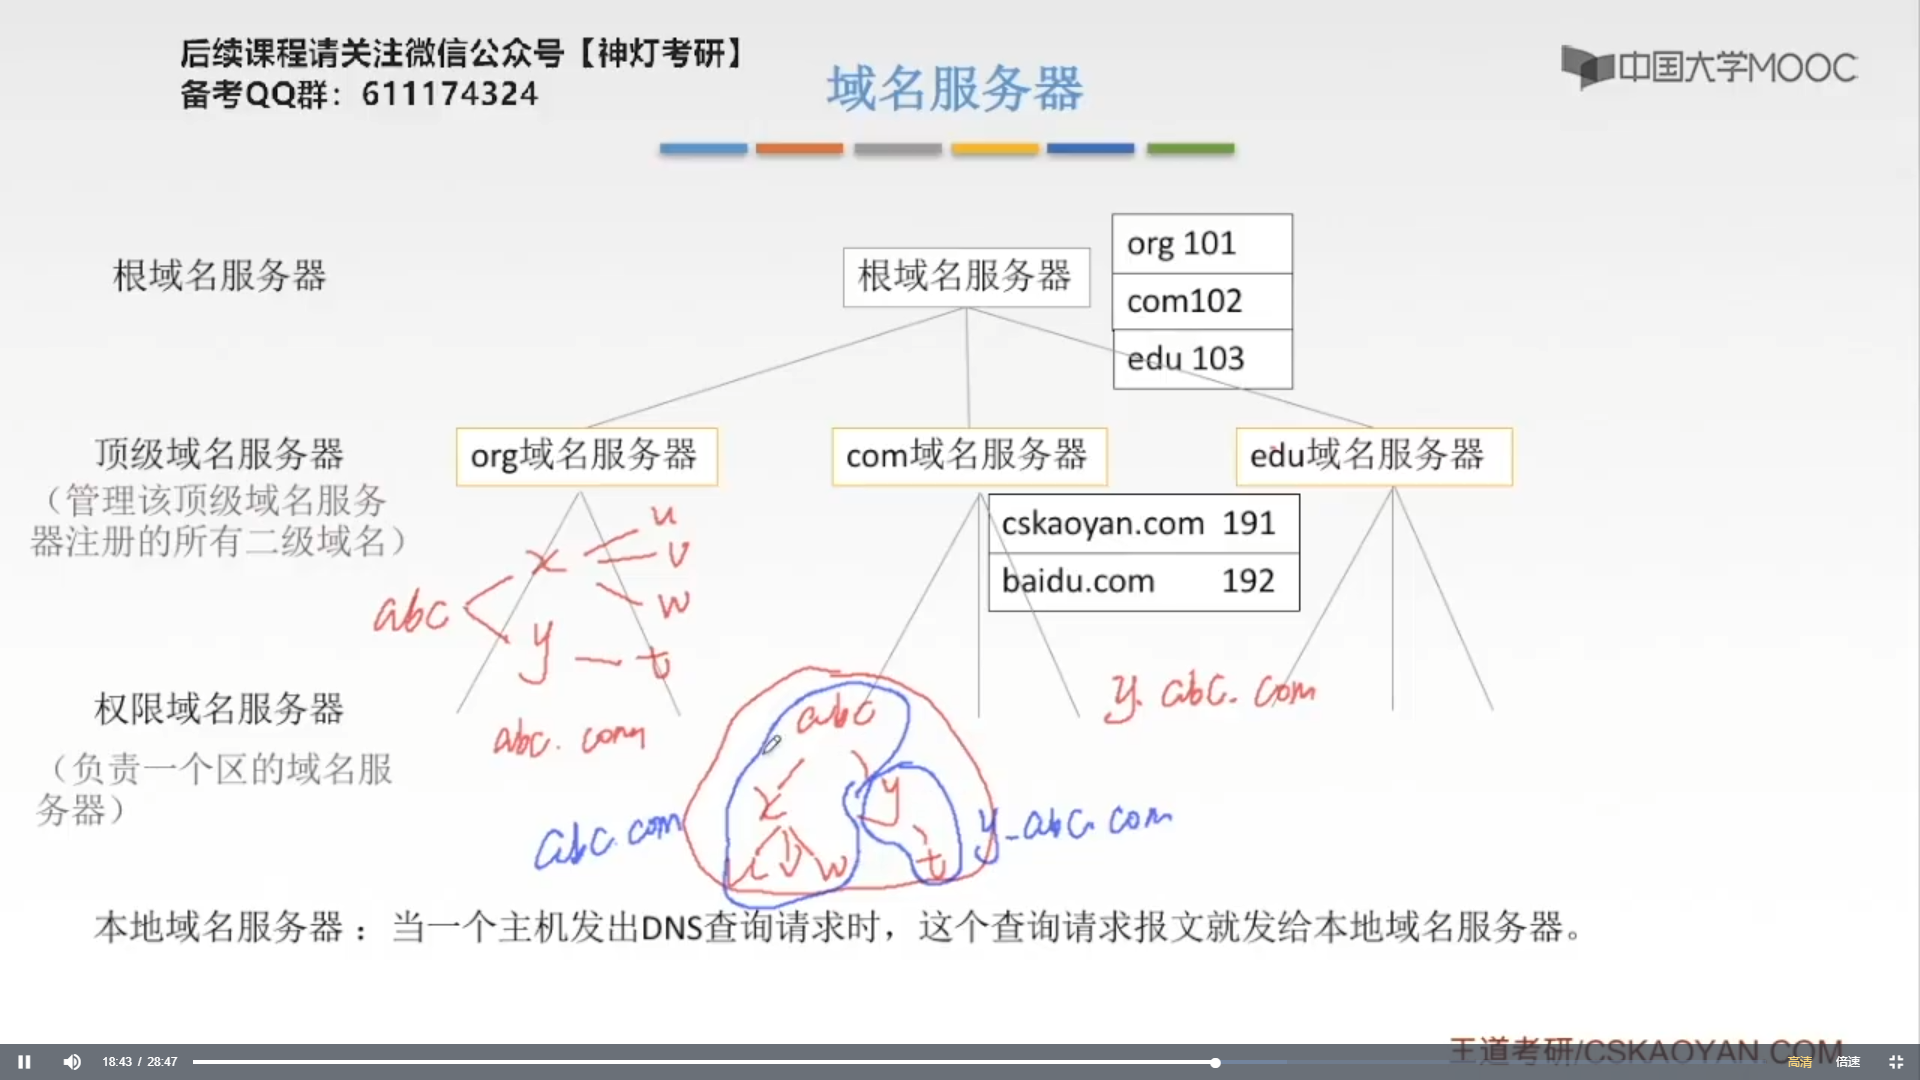 后续课程请关注微信公众号【神灯考研】
备考QQ群：611174324
域名服务器
中国大学MOOC
根域名服务器
根域名服务器
org 101
com102
edu 103
顶级域名服务器
（管理该顶级域名服务
器注册的所有二级域名）
org域名服务器
com域名服务器
edu域名服务器
cskaoyan.com 191
baidu.com 192
abc
x
y
u
v
w
t
权限域名服务器
（负责一个区的域名服
务器）
abc. com
abc
x
y
v w
t
y. abc. com
abc. com
y_abc. com
本地域名服务器：当一个主机发出DNS查询请求时，这个查询请求报文就发给本地域名服务器。
王道考研/CSKAOYAN.COM
18:43 / 28:47
高清
倍速